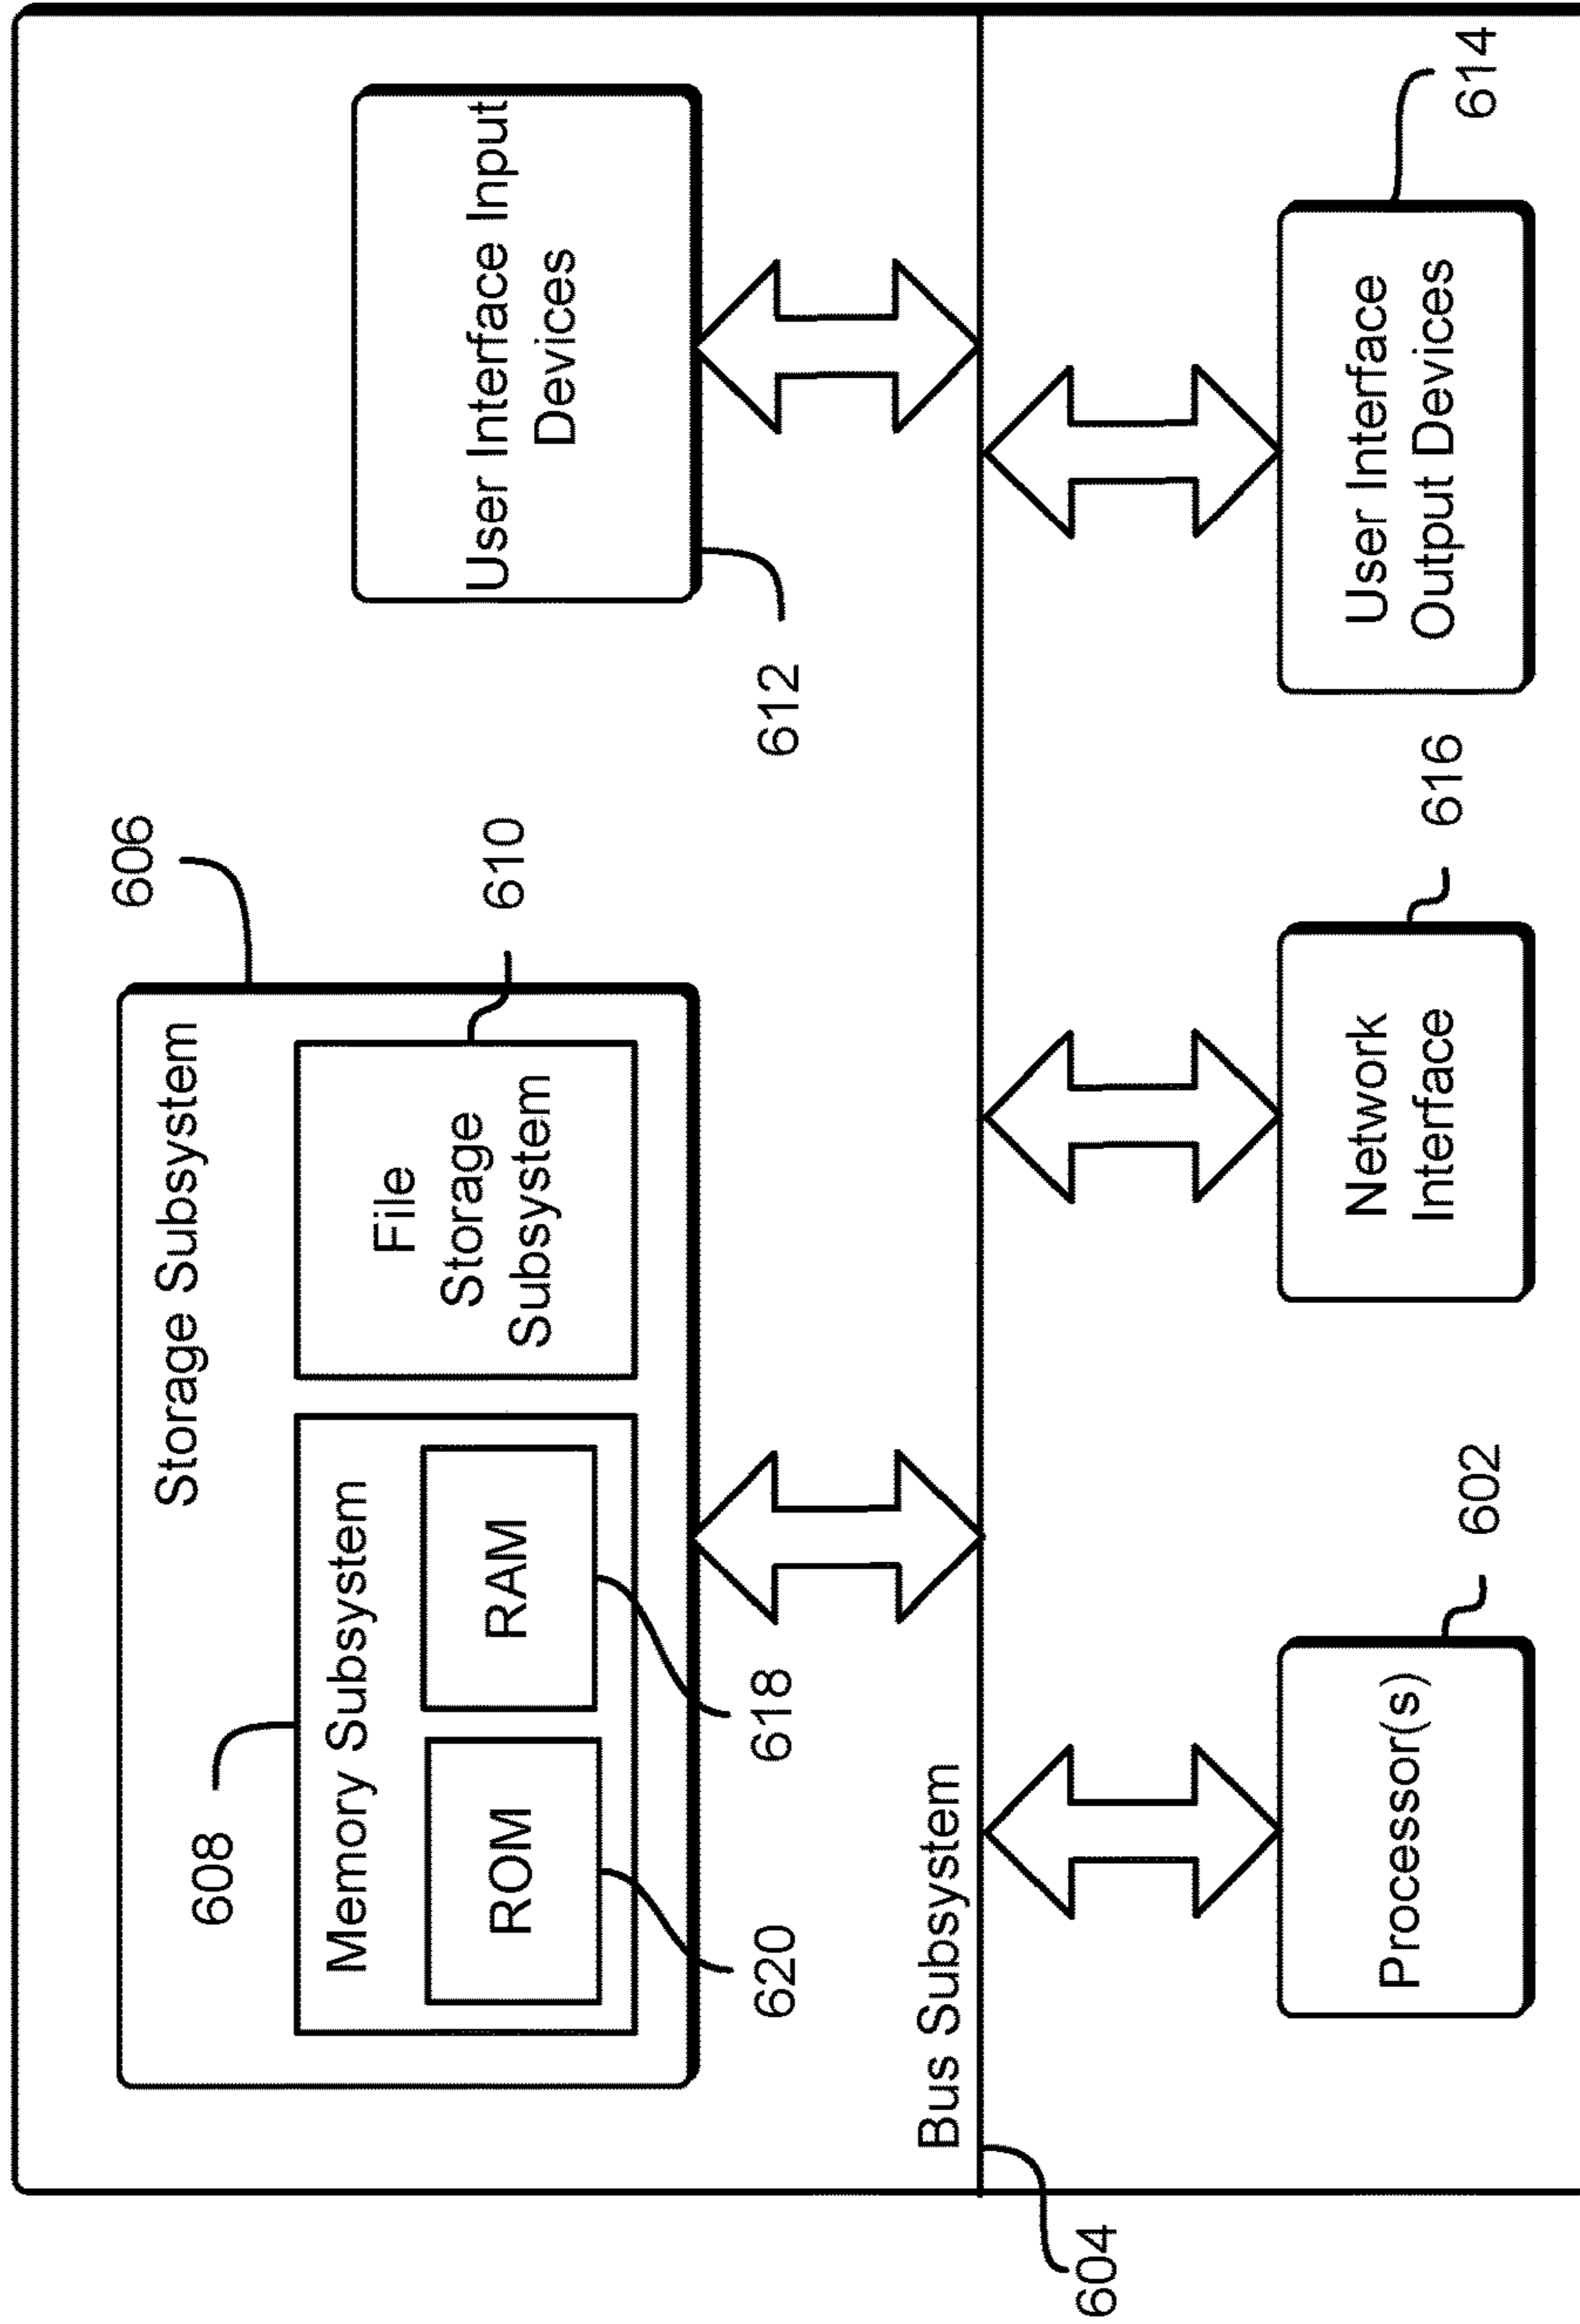 606
Storage Subsystem
608
Memory Subsystem
ROM
RAM
File
Storage
Subsystem
610
620
618
User Interface Input
Devices
612
Bus Subsystem
604
Processor(s)
602
Network
Interface
616
User Interface
Output Devices
614